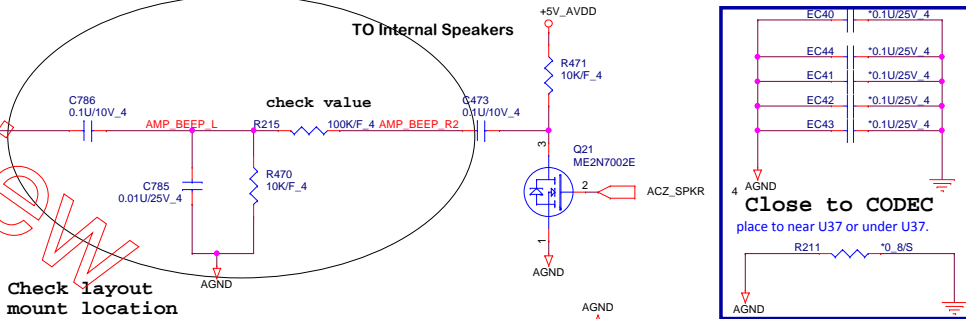 +5V_AVDD
TO Internal Speakers
R471
10K/F_4
C786
0.1U/10V_4
check value
C473
0.1U/10V_4
AMP_BEEP_L
R215
100K/F_4
AMP_BEEP_R2
3
Q21
ME2N7002E
2
ACZ_SPKR
1
AGND
C785
0.01U/25V_4
R470
10K/F_4
AGND
ew
Check layout
mount location
AGND
EC40
*0.1U/25V_4
EC44
*0.1U/25V_4
EC41
*0.1U/25V_4
EC42
*0.1U/25V_4
EC43
*0.1U/25V_4
4
AGND
Close to CODEC
place to near U37 or under U37.
R211
*0_8/S
AGND